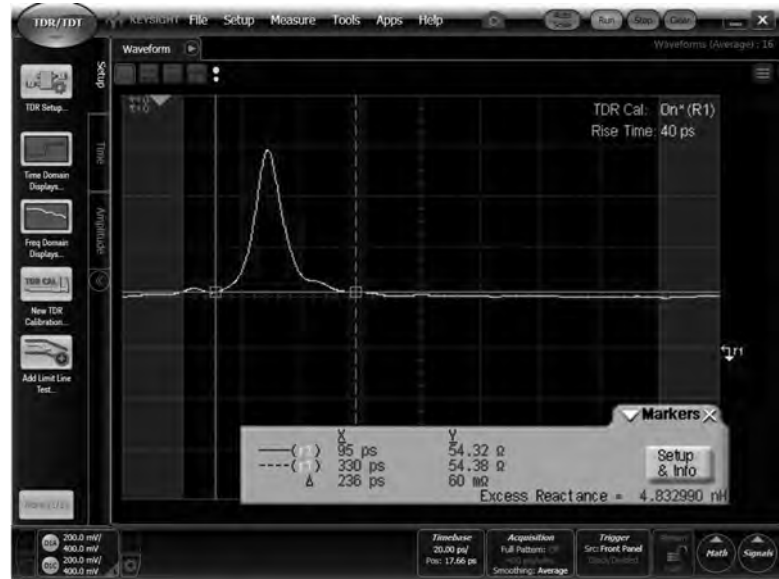 TDR/TDT
KEYSIGHT File Setup Measure Tools Apps Help
Auto Scale Run Stop Clear
Waveform
Waveforms (Average) : 16
Setup
Time
Amplitude
TDR Setup...
Time Domain Displays...
Freq Domain Displays...
TDR CAL
New TDR Calibration...
Add Limit Line Test...
TDR Cal: On* (R1)
Rise Time: 40 ps
Markers
X Y
95 ps 54.32 Ω
330 ps 54.38 Ω
Δ 236 ps 60 mΩ
Setup & Info
Excess Reactance = 4.832990 nH
D1A 200.0 mV/
400.0 mV
200.0 mV/
400.0 mV
Timebase
20.00 ps/
Pos: 17.66 ps
Acquisition
Full Pattern:
Smoothing: Average
Trigger
Src: Front Panel
Math
Signals